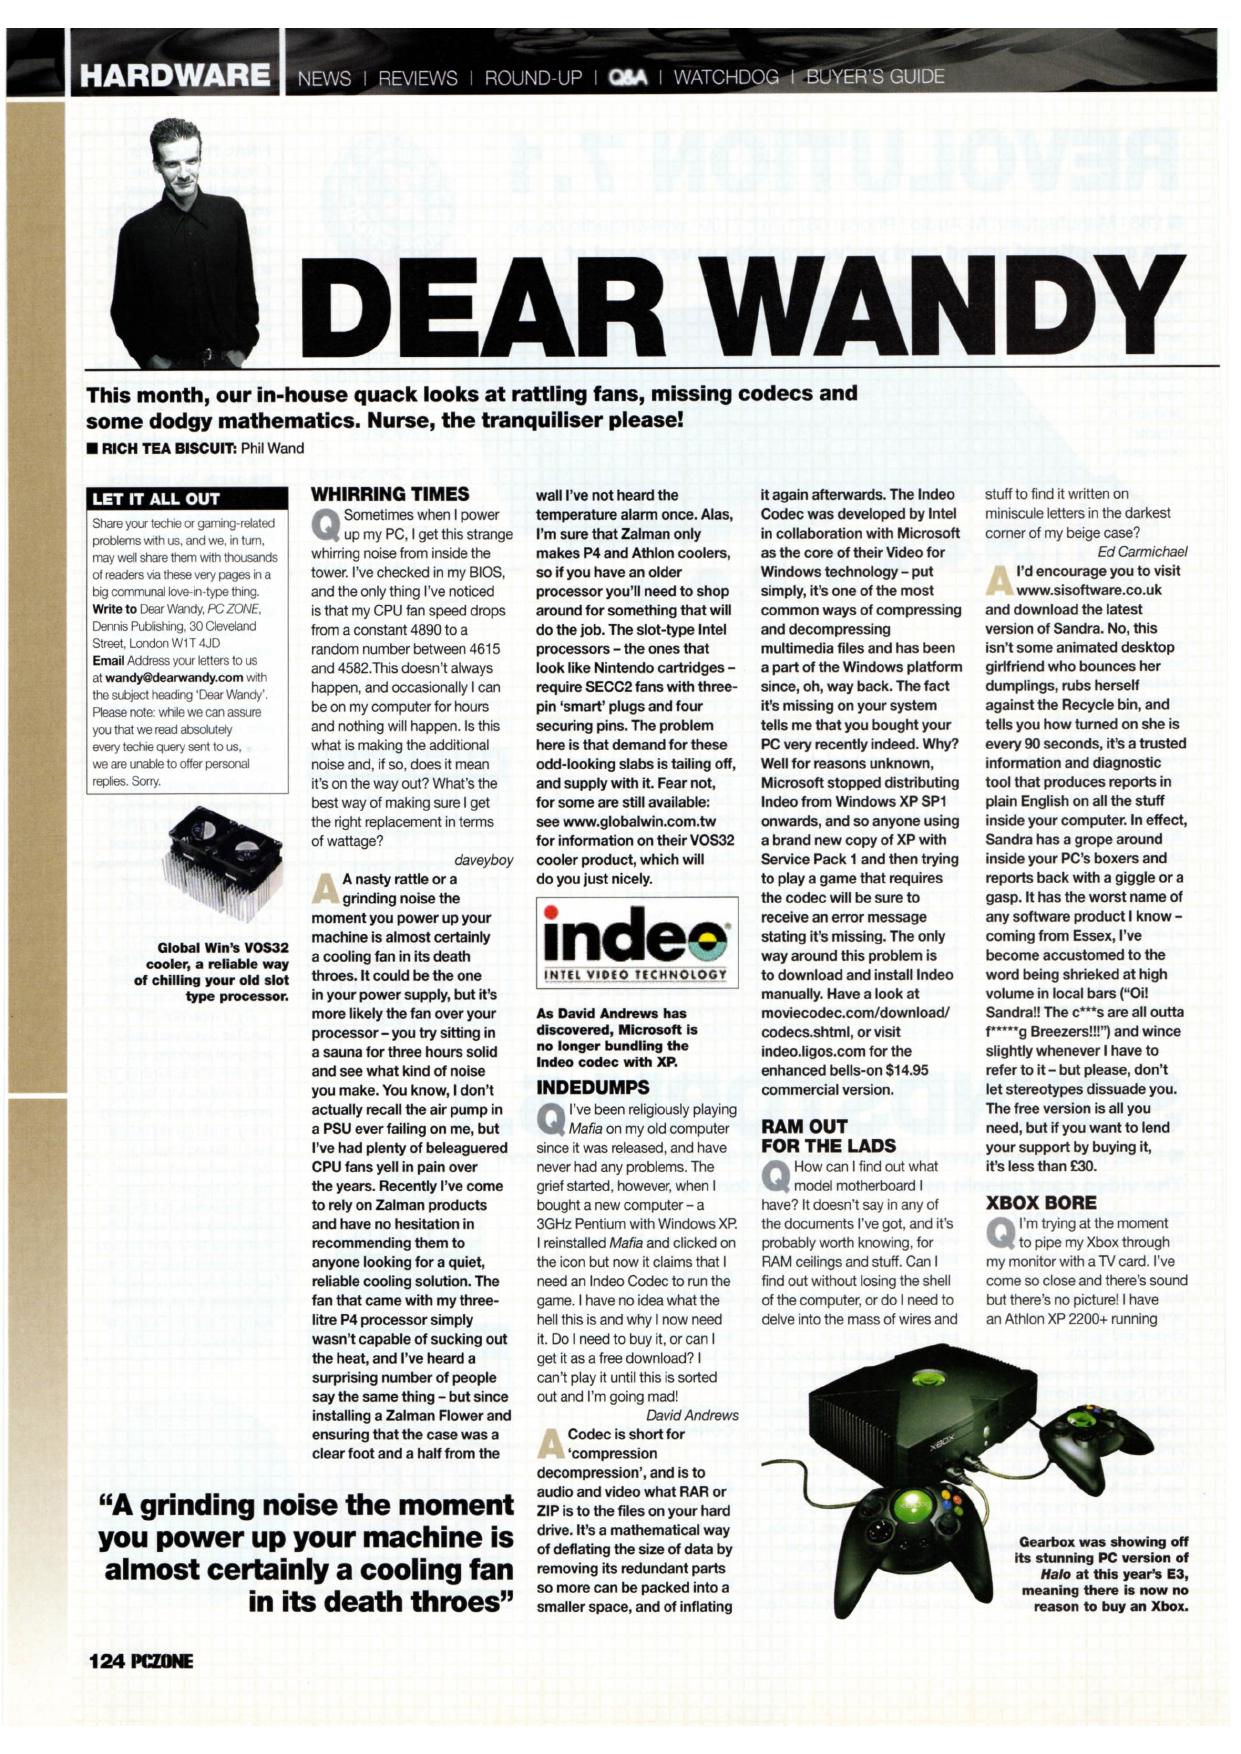 HARDWARE
NEWS | REVIEWS | ROUND-UP | Q&A | WATCHDOG | BUYER'S GUIDE
DEAR WANDY
This month, our in-house quack looks at rattling fans, missing codecs and
some dodgy mathematics. Nurse, the tranquiliser please!
■ RICH TEA BISCUIT: Phil Wand
LET IT ALL OUT
Share your techie or gaming-related
problems with us, and we, in turn,
may well share them with thousands
of readers via these very pages in a
big communal love-in-type thing.
Write to Dear Wandy, PC ZONE,
Dennis Publishing, 30 Cleveland
Street, London W1T 4JD
Email Address your letters to us
at wandy@dearwandy.com with
the subject heading 'Dear Wandy'.
Please note: while we can assure
you that we read absolutely
every techie query sent to us,
we are unable to offer personal
replies. Sorry.
Global Win's VOS32
cooler, a reliable way
of chilling your old slot
type processor.
WHIRRING TIMES
Q Sometimes when I power
up my PC, I get this strange
whirring noise from inside the
tower. I've checked in my BIOS,
and the only thing I've noticed
is that my CPU fan speed drops
from a constant 4890 to a
random number between 4615
and 4582.This doesn't always
happen, and occasionally I can
be on my computer for hours
and nothing will happen. Is this
what is making the additional
noise and, if so, does it mean
it's on the way out? What's the
best way of making sure I get
the right replacement in terms
of wattage?
daveyboy
A A nasty rattle or a
grinding noise the
moment you power up your
machine is almost certainly
a cooling fan in its death
throes. It could be the one
in your power supply, but it's
more likely the fan over your
processor – you try sitting in
a sauna for three hours solid
and see what kind of noise
you make. You know, I don't
actually recall the air pump in
a PSU ever failing on me, but
I've had plenty of beleaguered
CPU fans yell in pain over
the years. Recently I've come
to rely on Zalman products
and have no hesitation in
recommending them to
anyone looking for a quiet,
reliable cooling solution. The
fan that came with my three-
litre P4 processor simply
wasn't capable of sucking out
the heat, and I've heard a
surprising number of people
say the same thing – but since
installing a Zalman Flower and
ensuring that the case was a
clear foot and a half from the
wall I've not heard the
temperature alarm once. Alas,
I'm sure that Zalman only
makes P4 and Athlon coolers,
so if you have an older
processor you'll need to shop
around for something that will
do the job. The slot-type Intel
processors – the ones that
look like Nintendo cartridges –
require SECC2 fans with three-
pin 'smart' plugs and four
securing pins. The problem
here is that demand for these
odd-looking slabs is tailing off,
and supply with it. Fear not,
for some are still available:
see www.globalwin.com.tw
for information on their VOS32
cooler product, which will
do you just nicely.
indeo®
INTEL VIDEO TECHNOLOGY
As David Andrews has
discovered, Microsoft is
no longer bundling the
Indeo codec with XP.
INDEDUMPS
Q I've been religiously playing
Mafia on my old computer
since it was released, and have
never had any problems. The
grief started, however, when I
bought a new computer – a
3GHz Pentium with Windows XP.
I reinstalled Mafia and clicked on
the icon but now it claims that I
need an Indeo Codec to run the
game. I have no idea what the
hell this is and why I now need
it. Do I need to buy it, or can I
get it as a free download? I
can't play it until this is sorted
out and I'm going mad!
David Andrews
A Codec is short for
'compression
decompression', and is to
audio and video what RAR or
ZIP is to the files on your hard
drive. It's a mathematical way
of deflating the size of data by
removing its redundant parts
so more can be packed into a
smaller space, and of inflating
it again afterwards. The Indeo
Codec was developed by Intel
in collaboration with Microsoft
as the core of their Video for
Windows technology – put
simply, it's one of the most
common ways of compressing
and decompressing
multimedia files and has been
a part of the Windows platform
since, oh, way back. The fact
it's missing on your system
tells me that you bought your
PC very recently indeed. Why?
Well for reasons unknown,
Microsoft stopped distributing
Indeo from Windows XP SP1
onwards, and so anyone using
a brand new copy of XP with
Service Pack 1 and then trying
to play a game that requires
the codec will be sure to
receive an error message
stating it's missing. The only
way around this problem is
to download and install Indeo
manually. Have a look at
moviecodec.com/download/
codecs.shtml, or visit
indeo.ligos.com for the
enhanced bells-on $14.95
commercial version.
RAM OUT
FOR THE LADS
Q How can I find out what
model motherboard I
have? It doesn't say in any of
the documents I've got, and it's
probably worth knowing, for
RAM ceilings and stuff. Can I
find out without losing the shell
of the computer, or do I need to
delve into the mass of wires and
stuff to find it written on
miniscule letters in the darkest
corner of my beige case?
Ed Carmichael
A I'd encourage you to visit
www.sisoftware.co.uk
and download the latest
version of Sandra. No, this
isn't some animated desktop
girlfriend who bounces her
dumplings, rubs herself
against the Recycle bin, and
tells you how turned on she is
every 90 seconds, it's a trusted
information and diagnostic
tool that produces reports in
plain English on all the stuff
inside your computer. In effect,
Sandra has a grope around
inside your PC's boxers and
reports back with a giggle or a
gasp. It has the worst name of
any software product I know –
coming from Essex, I've
become accustomed to the
word being shrieked at high
volume in local bars ("Oi!
Sandra!! The c***s are all outta
f*****g Breezers!!!") and wince
slightly whenever I have to
refer to it – but please, don't
let stereotypes dissuade you.
The free version is all you
need, but if you want to lend
your support by buying it,
it's less than £30.
XBOX BORE
Q I'm trying at the moment
to pipe my Xbox through
my monitor with a TV card. I've
come so close and there's sound
but there's no picture! I have
an Athlon XP 2200+ running
XBOX
Gearbox was showing off
its stunning PC version of
Halo at this year's E3,
meaning there is now no
reason to buy an Xbox.
"A grinding noise the moment
you power up your machine is
almost certainly a cooling fan
in its death throes"
124 PCZONE